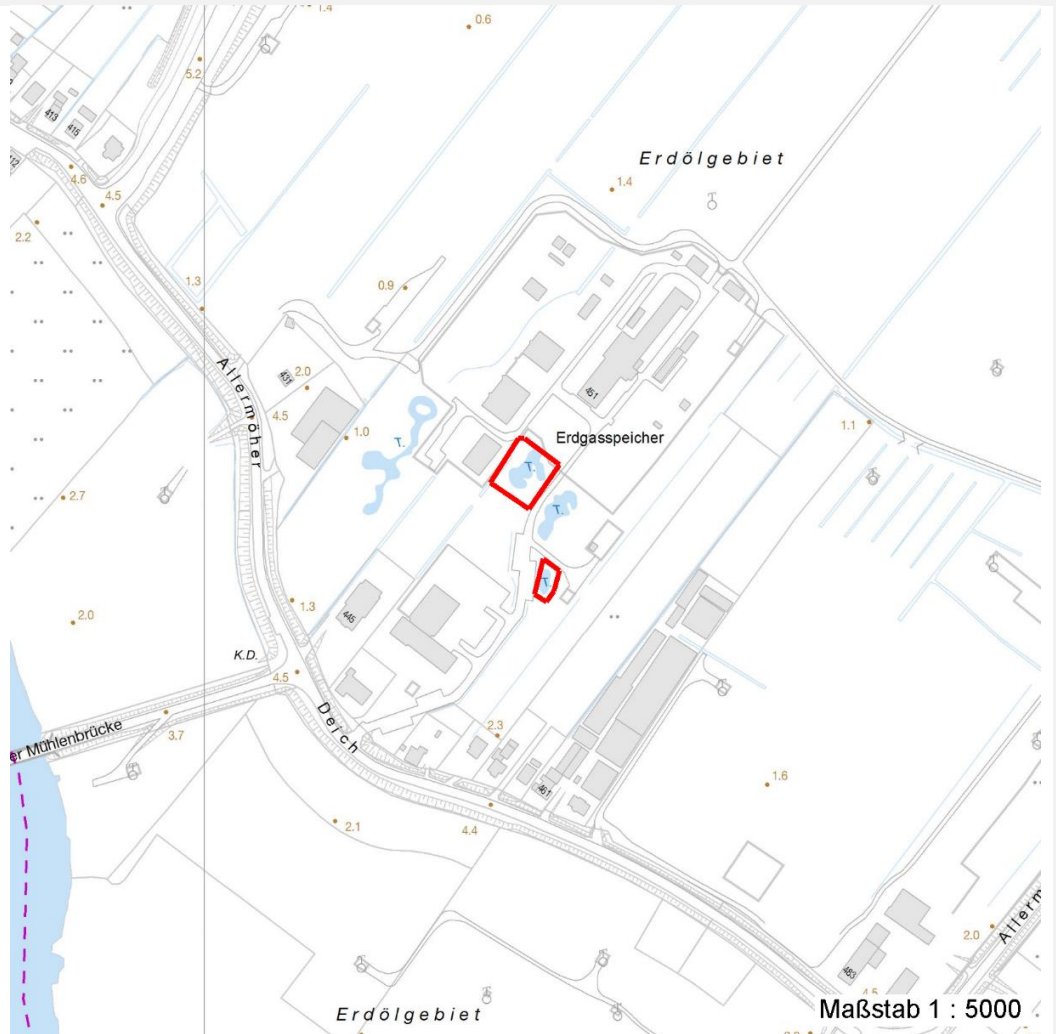 1.4
0.6
5.2
413
415
Erdölgebiet
4.6
4.5
1.4
2.2
1.3
0.9
Allermöher
431
2.0
4.5
1.0
T.
451
Erdgasspeicher
1.1
T.
2.7
T.
T.
1.3
2.0
445
K.D.
4.5
er Mühlenbrücke
3.7
Deich
2.3
461
1.6
2.1
4.4
Allerm
2.0
483
4.5
Erdölgebiet
Maßstab 1 : 5000